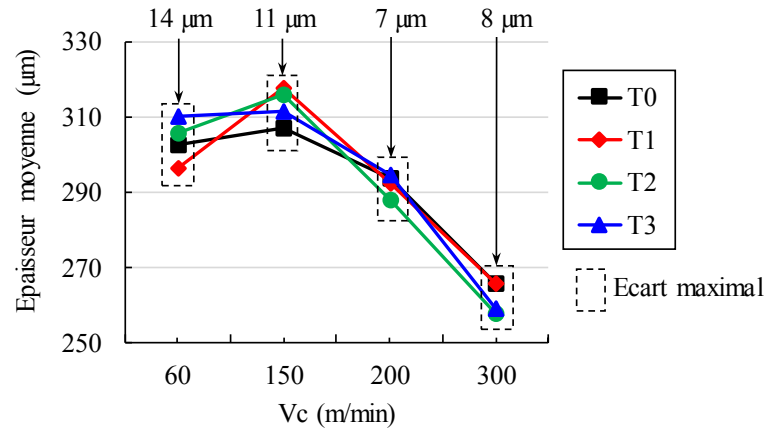 14 µm 11 µm 7 µm 8 µm
330
310
290
270
250
Epaisseur moyenne (µm)
60 150 200 300
Vc (m/min)
T0
T1
T2
T3
Ecart maximal